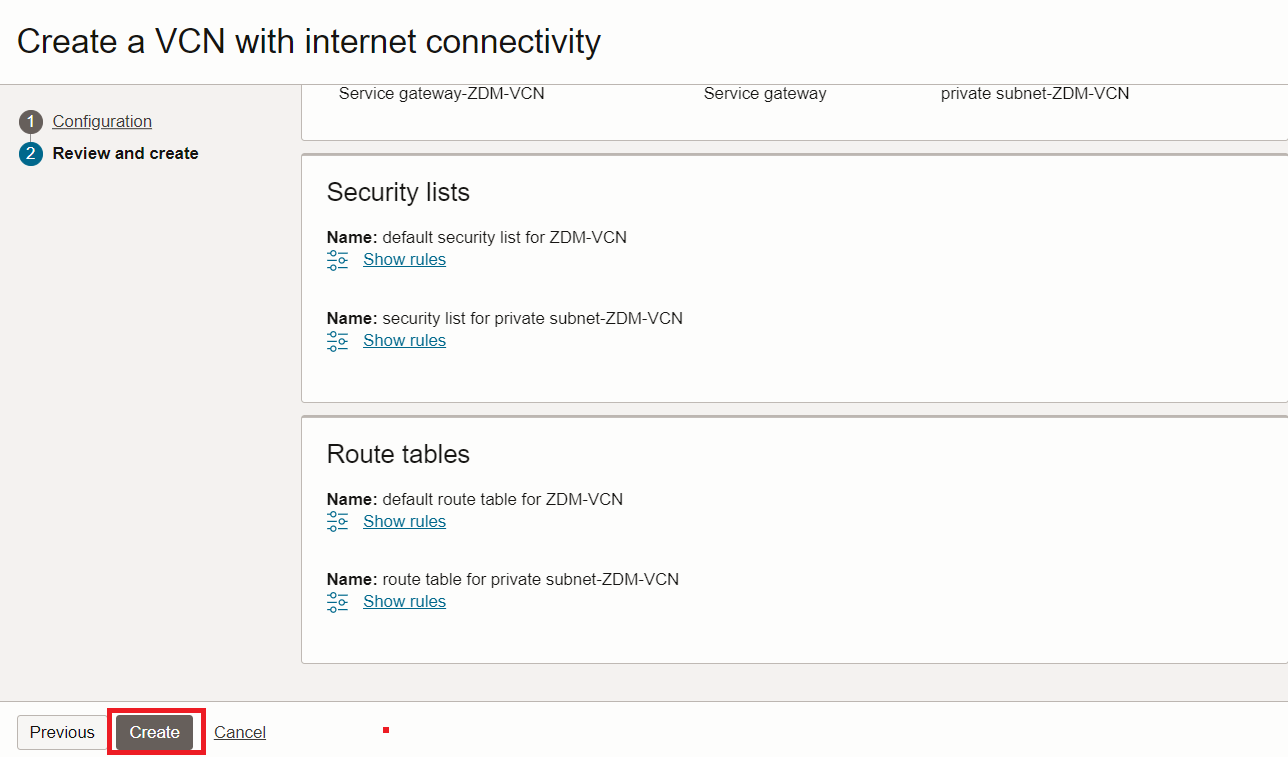 Create a VCN with internet connectivity
1 Configuration
2 Review and create
Service gateway-ZDM-VCN Service gateway private subnet-ZDM-VCN
Security lists
Name: default security list for ZDM-VCN
Show rules
Name: security list for private subnet-ZDM-VCN
Show rules
Route tables
Name: default route table for ZDM-VCN
Show rules
Name: route table for private subnet-ZDM-VCN
Show rules
Previous Create Cancel